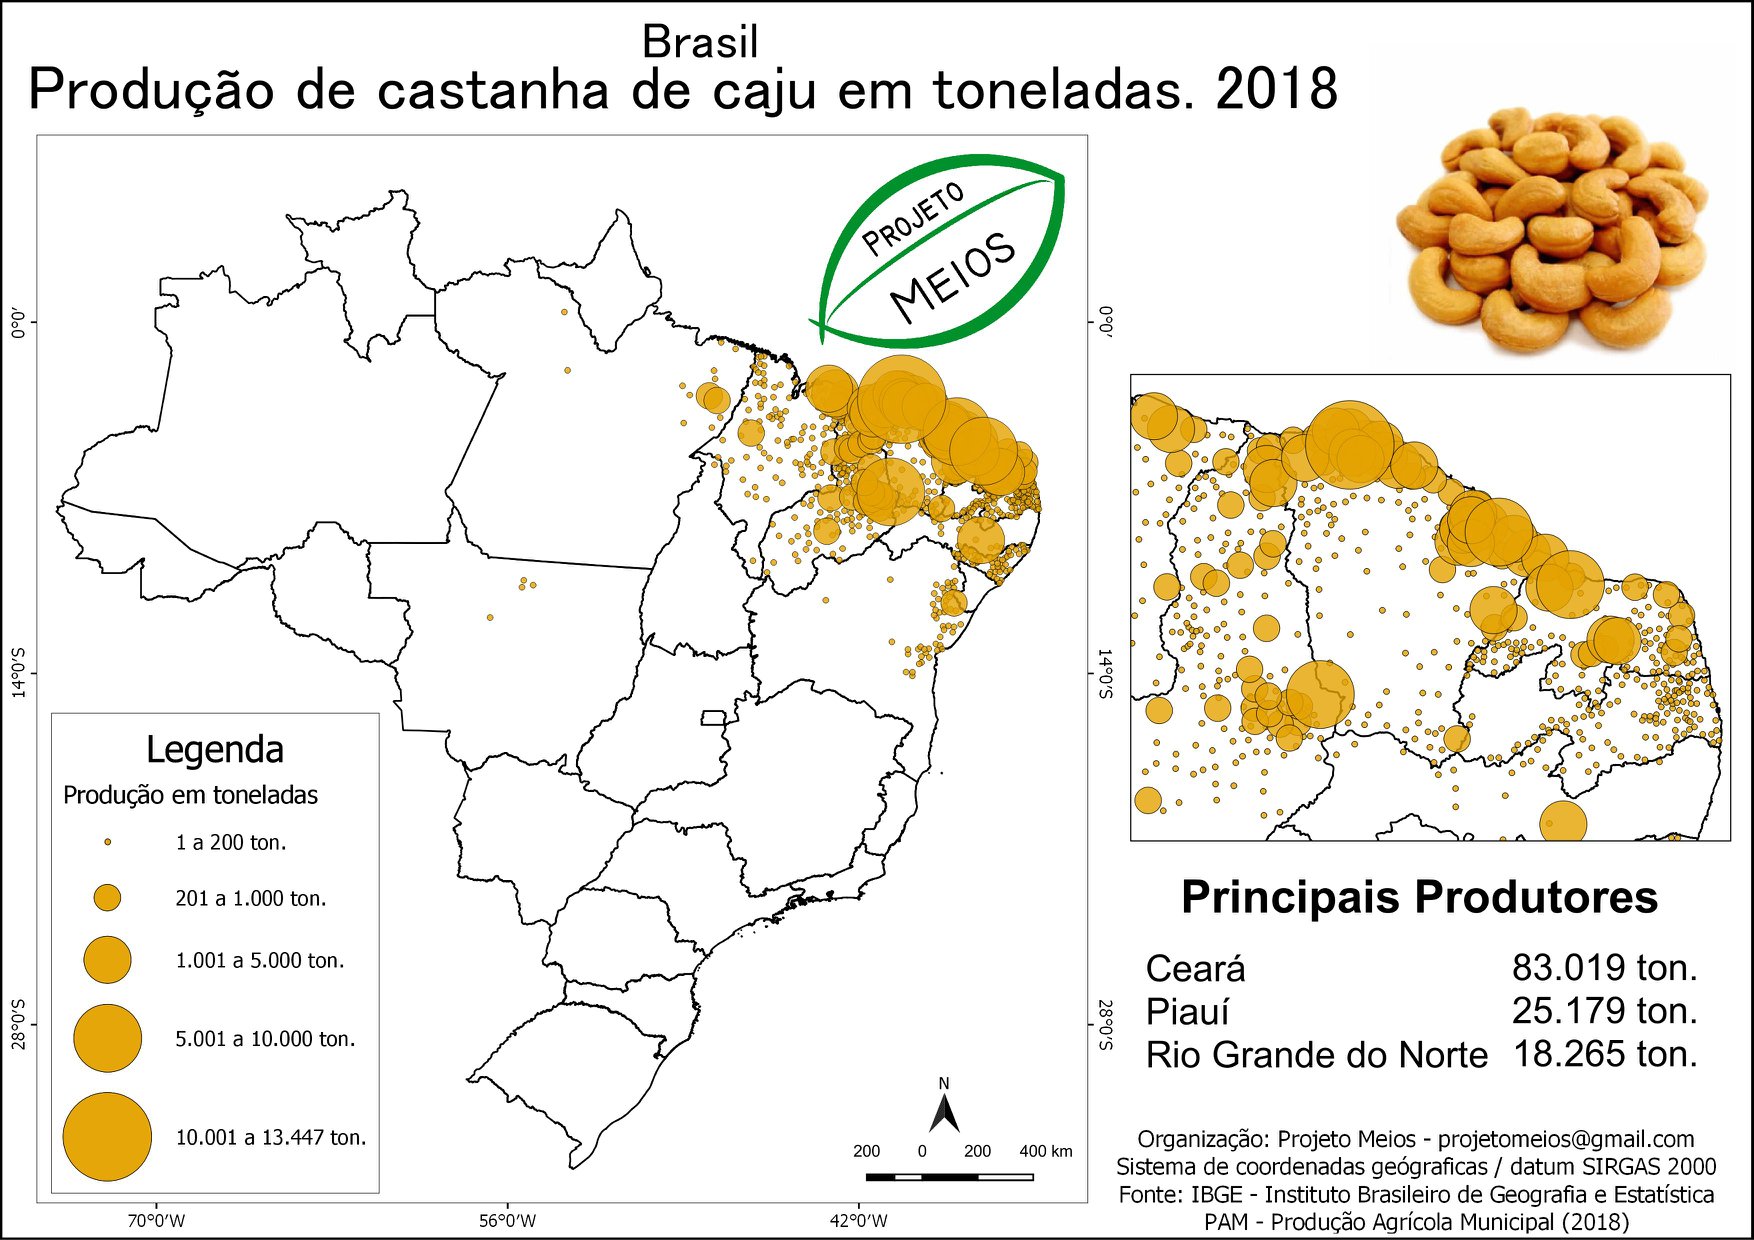 Brasil
Produção de castanha de caju em toneladas. 2018
PROJETO
MEIOS
0°0'
0°0'
14°0'S
14°0'S
28°0'S
28°0'S
70°0'W
56°0'W
42°0'W
Legenda
Produção em toneladas
1 a 200 ton.
201 a 1.000 ton.
1.001 a 5.000 ton.
5.001 a 10.000 ton.
10.001 a 13.447 ton.
N
200 0 200 400 km
Principais Produtores
Ceará 83.019 ton.
Piauí 25.179 ton.
Rio Grande do Norte 18.265 ton.
Organização: Projeto Meios - projetomeios@gmail.com
Sistema de coordenadas geógraficas / datum SIRGAS 2000
Fonte: IBGE - Instituto Brasileiro de Geografia e Estatística
PAM - Produção Agrícola Municipal (2018)